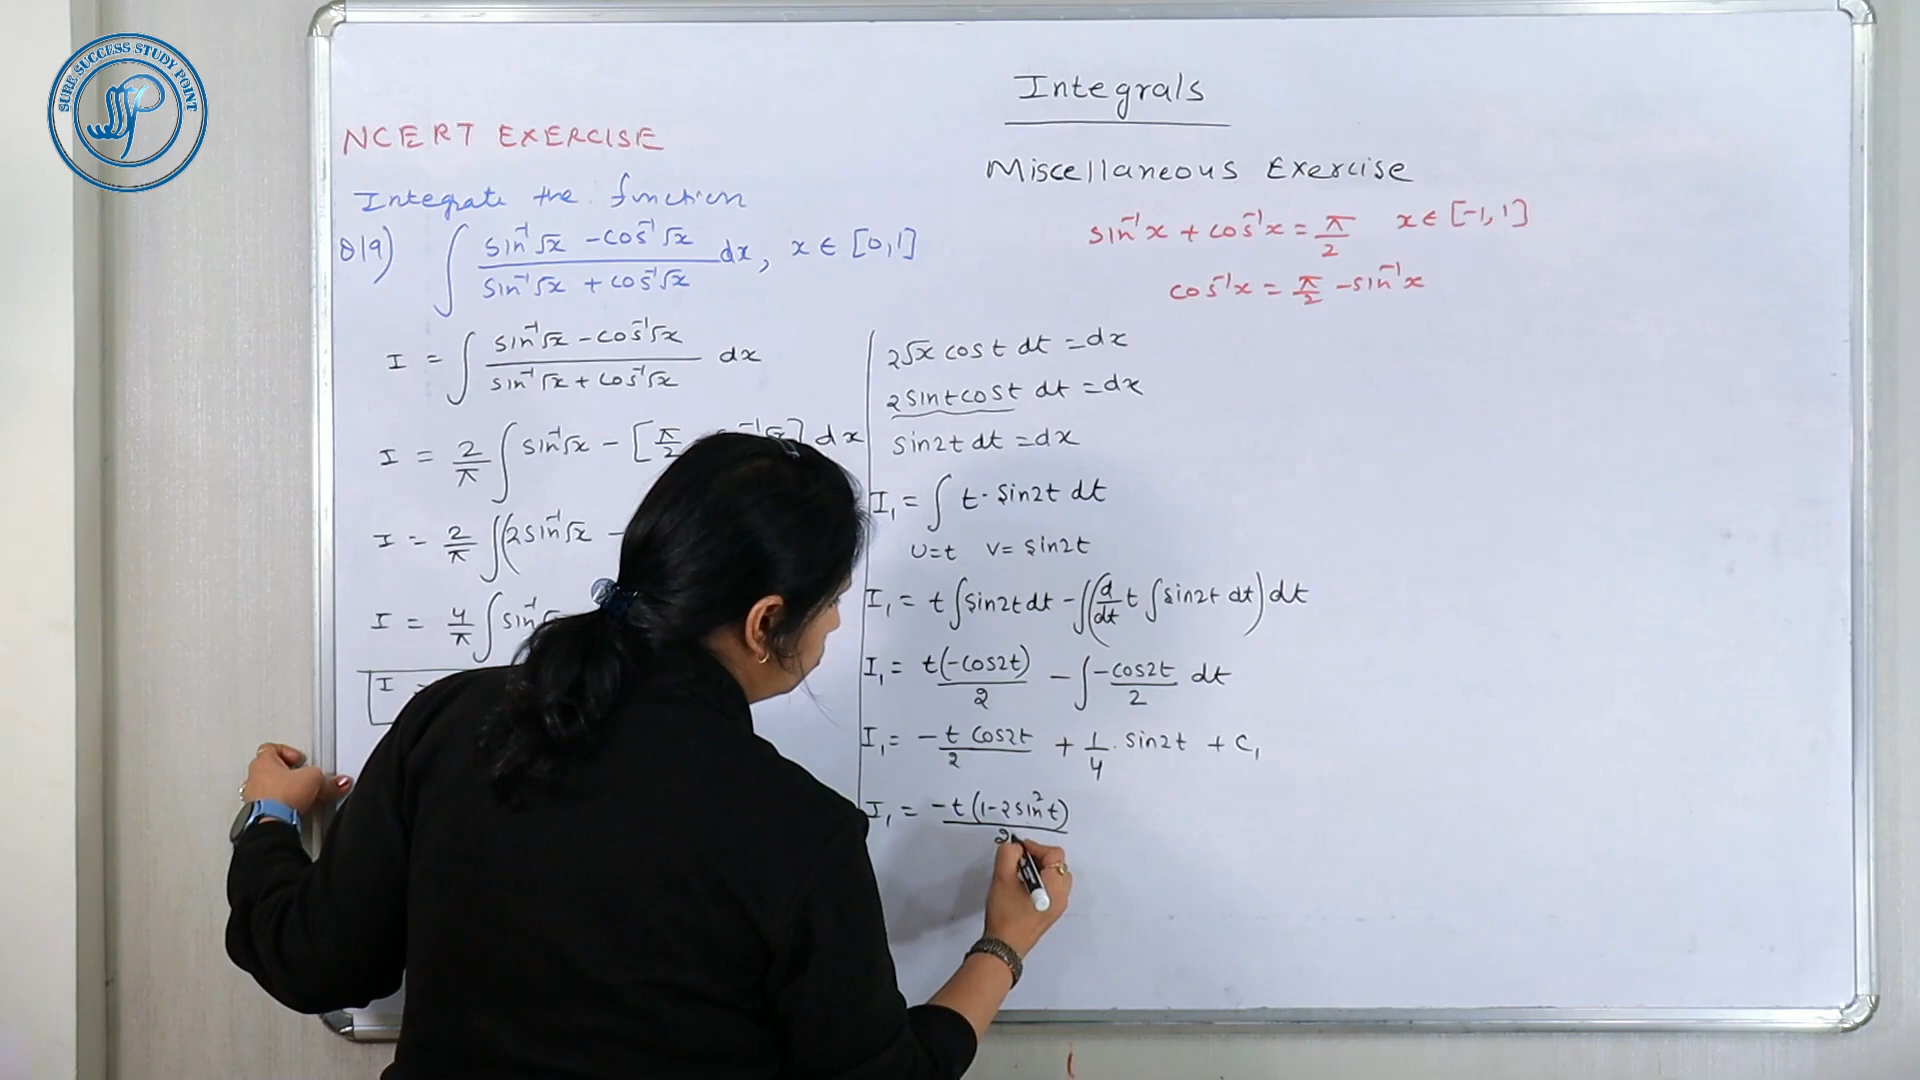 SURE SUCCESS STUDY POINT
Integrals
NCERT EXERCISE
Miscellaneous Exercise
Integrate the function
Q19) ∫ (sin⁻¹√x - cos⁻¹√x)/(sin⁻¹√x + cos⁻¹√x) dx, x ∈ [0,1]
sin⁻¹x + cos⁻¹x = π/2 x ∈ [-1,1]
cos⁻¹x = π/2 - sin⁻¹x
I = ∫ (sin⁻¹√x - cos⁻¹√x)/(sin⁻¹√x + cos⁻¹√x) dx
I = 2/π ∫ sin⁻¹√x - [π/2 ] dx
I = 2/π ∫(2sin⁻¹√x -
I = 4/π ∫ sin⁻¹
I =
2√x cost dt = dx
2sintcost dt = dx
sin2t dt = dx
I₁ = ∫ t · sin2t dt
U=t V= sin2t
I₁ = t∫sin2t dt - ∫(d/dt t ∫sin2t dt) dt
I₁ = t(-cos2t)/2 - ∫ -cos2t/2 dt
I₁ = - t cos2t/2 + 1/4 . sin2t + C₁
I₁ = -t(1-2sin²t)/2